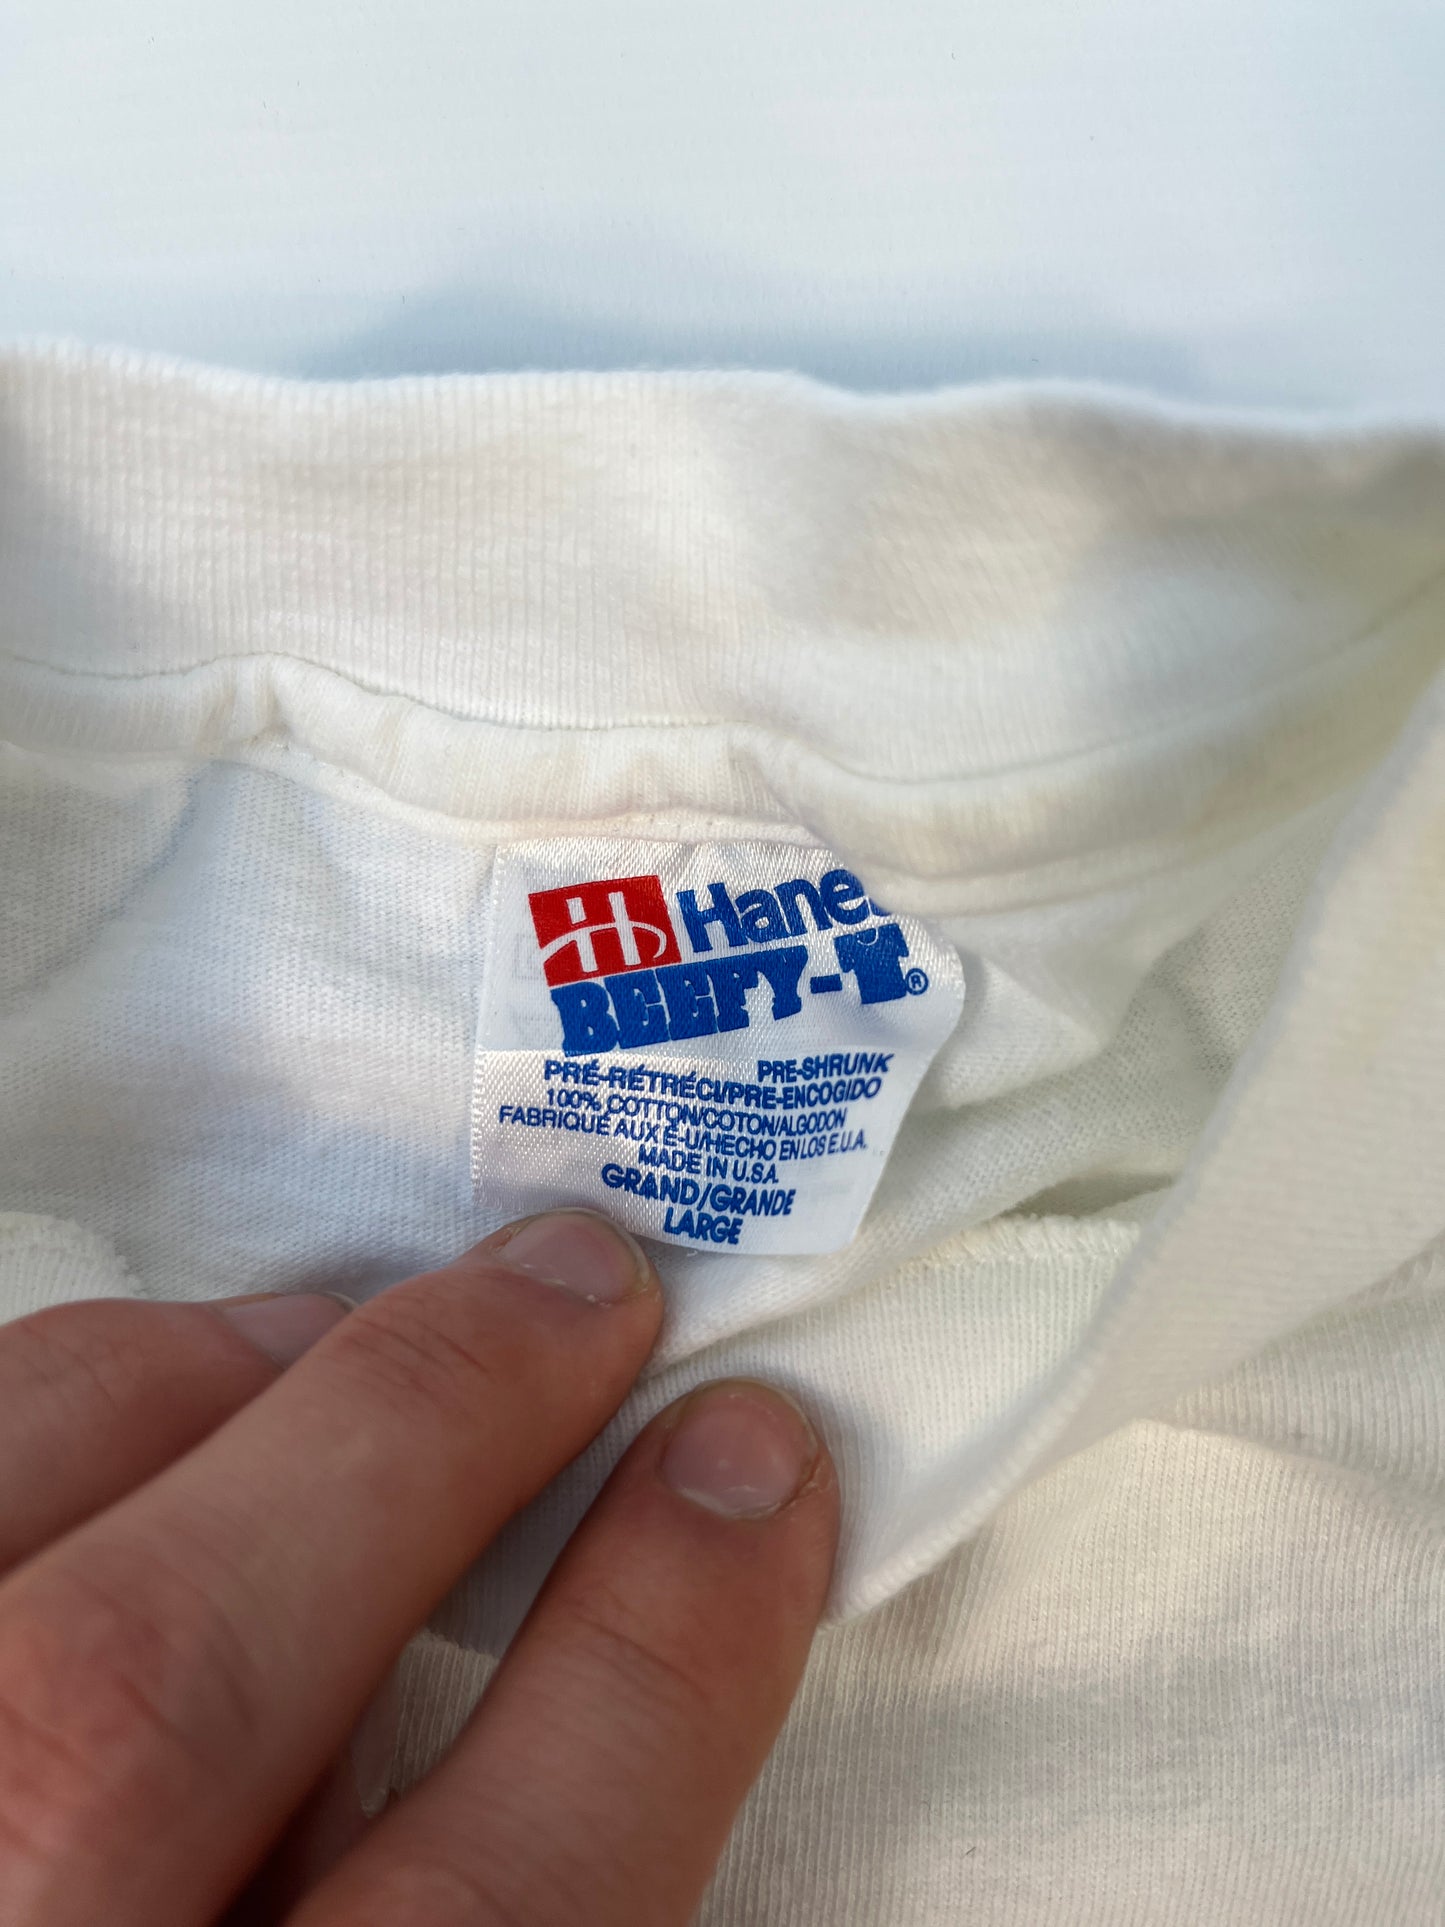 H Hanes
BEEFY-T®
PRE-SHRUNK
PRÉ-RÉTRÉCI/PRE-ENCOGIDO
100% COTTON/COTON/ALGODON
FABRIQUÉ AUX É-U/HECHO EN LOS E.U.A.
MADE IN U.S.A.
GRAND/GRANDE
LARGE